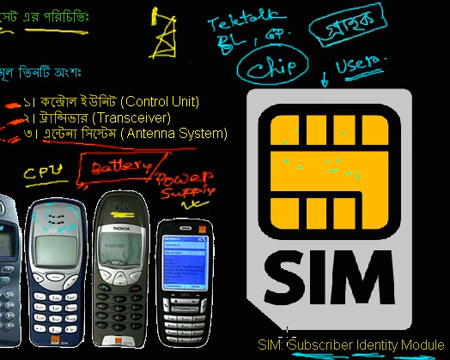 সেট এর পরিচিতিঃ
Teletalk
BL, GP.
গ্রাহক
Chip
Users
মূল তিনটি অংশঃ
১। কন্ট্রোল ইউনিট (Control Unit)
২। ট্রান্সিভার (Transceiver)
৩। এন্টেনা সিস্টেম (Antenna System)
CPU
Battery/
Power
Supply
NOKIA
SIM
SIM: Subscriber Identity Module